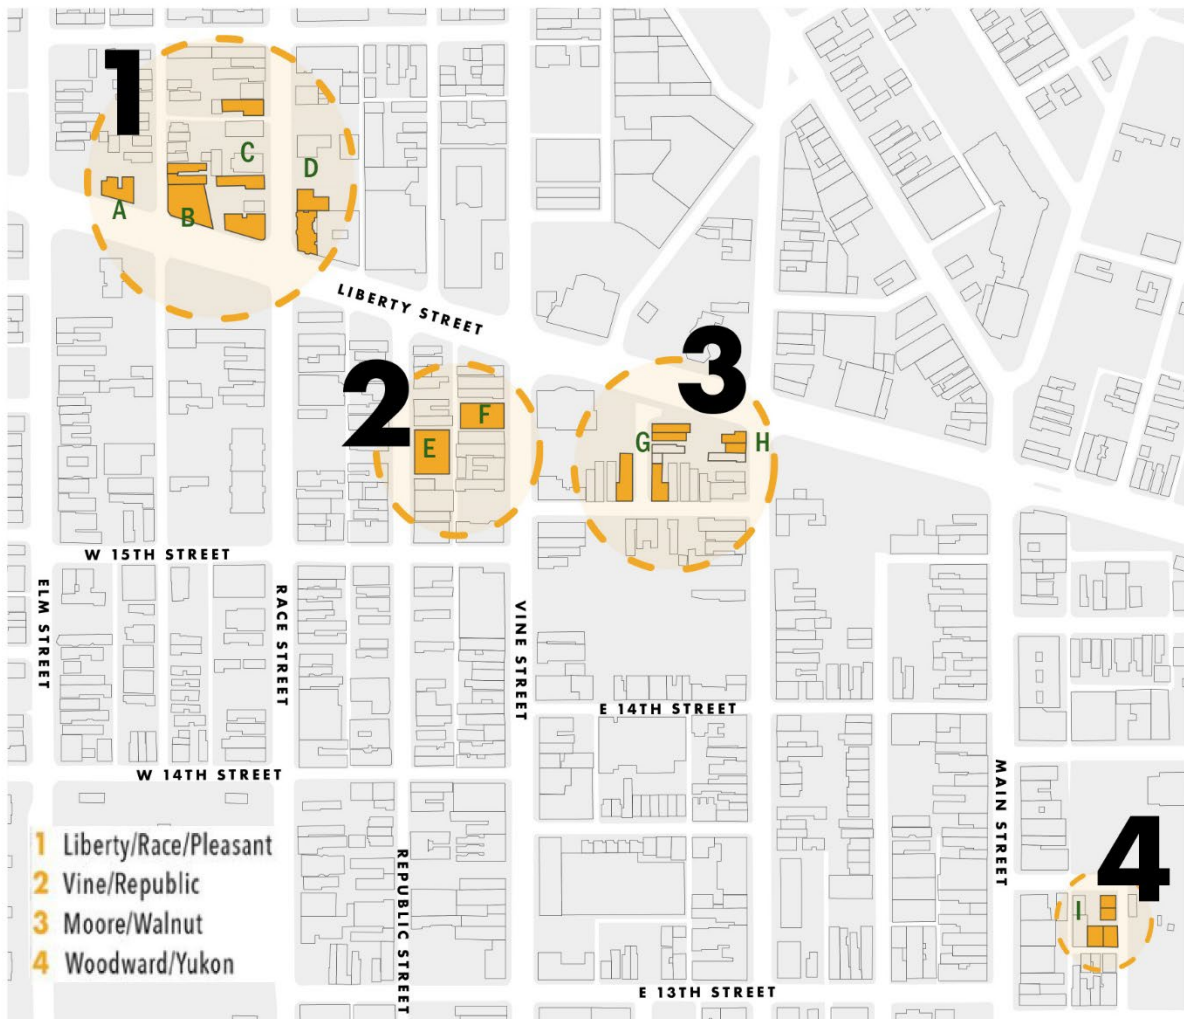 1
C
D
A
B
LIBERTY STREET
2
3
F
E
G
H
W 15TH STREET
ELM STREET
RACE STREET
VINE STREET
E 14TH STREET
W 14TH STREET
MAIN STREET
REPUBLIC STREET
4
I
E 13TH STREET
1 Liberty/Race/Pleasant
2 Vine/Republic
3 Moore/Walnut
4 Woodward/Yukon